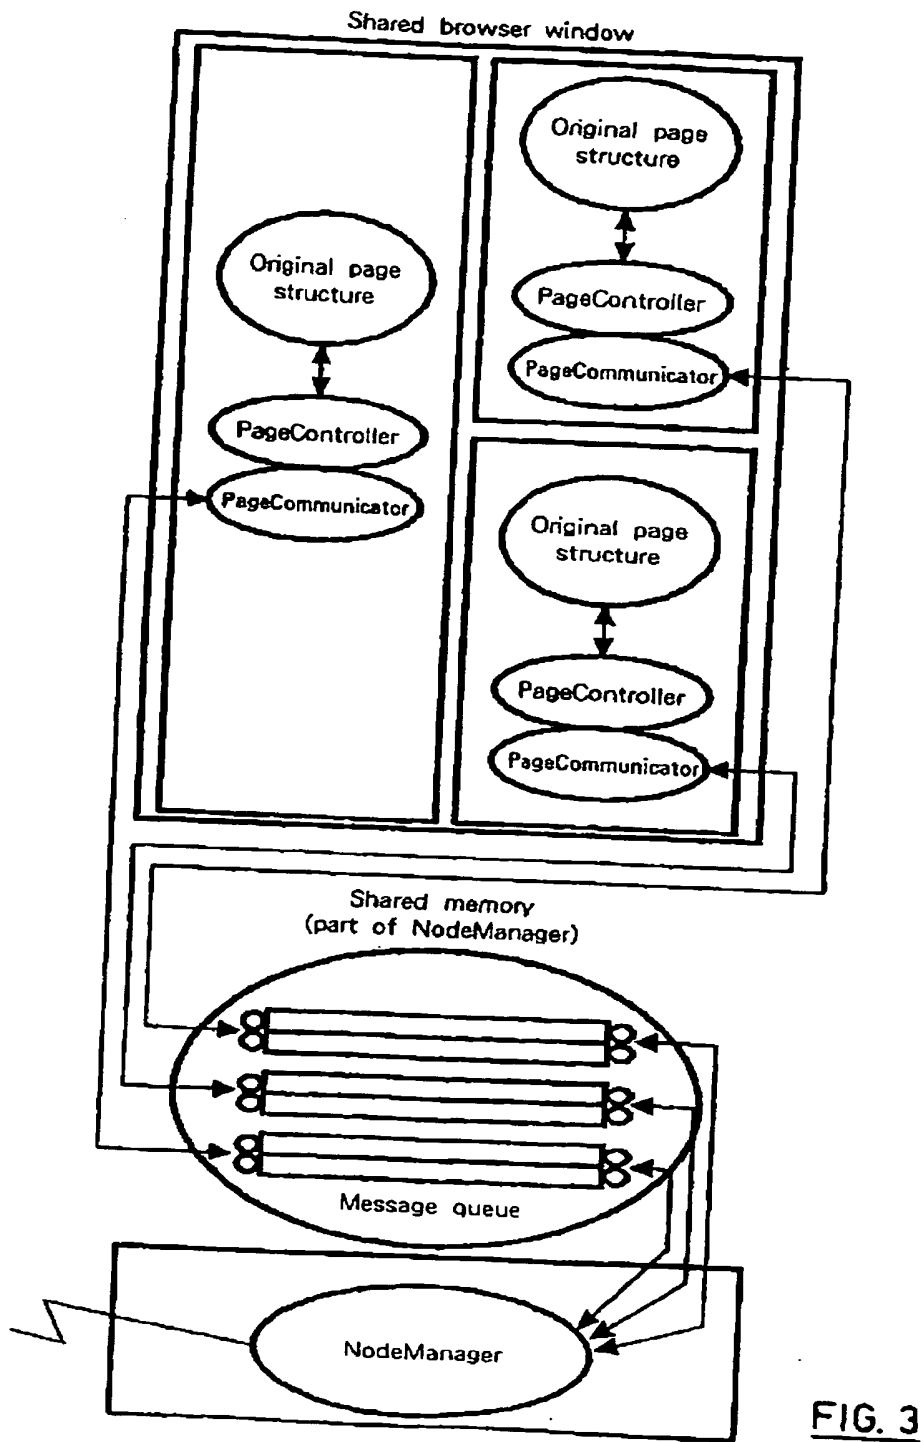 Shared browser window
Original page
structure
PageController
PageCommunicator
Original page
structure
PageController
PageCommunicator
Original page
structure
PageController
PageCommunicator
Shared memory
(part of NodeManager)
Message queue
NodeManager
FIG. 3